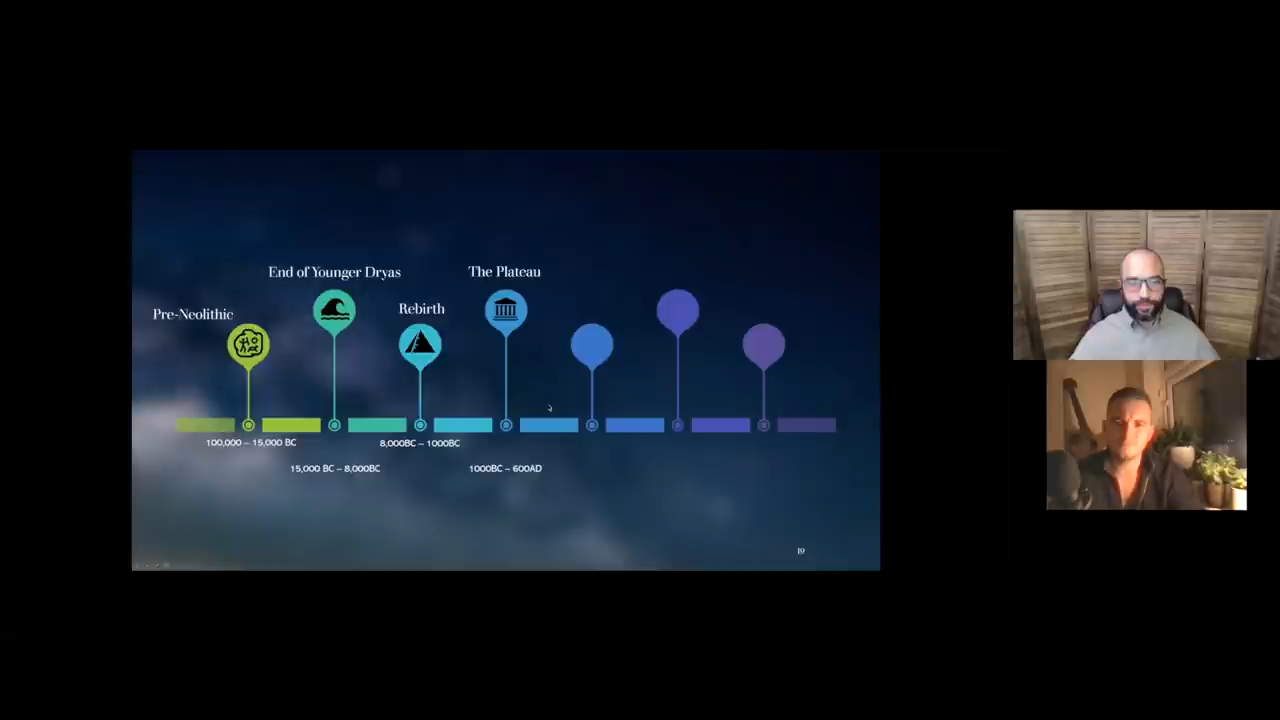 End of Younger Dryas
The Plateau
Pre-Neolithic
Rebirth
100,000 – 15,000 BC
8,000BC – 1000BC
15,000 BC – 8,000BC
1000BC – 600AD
19